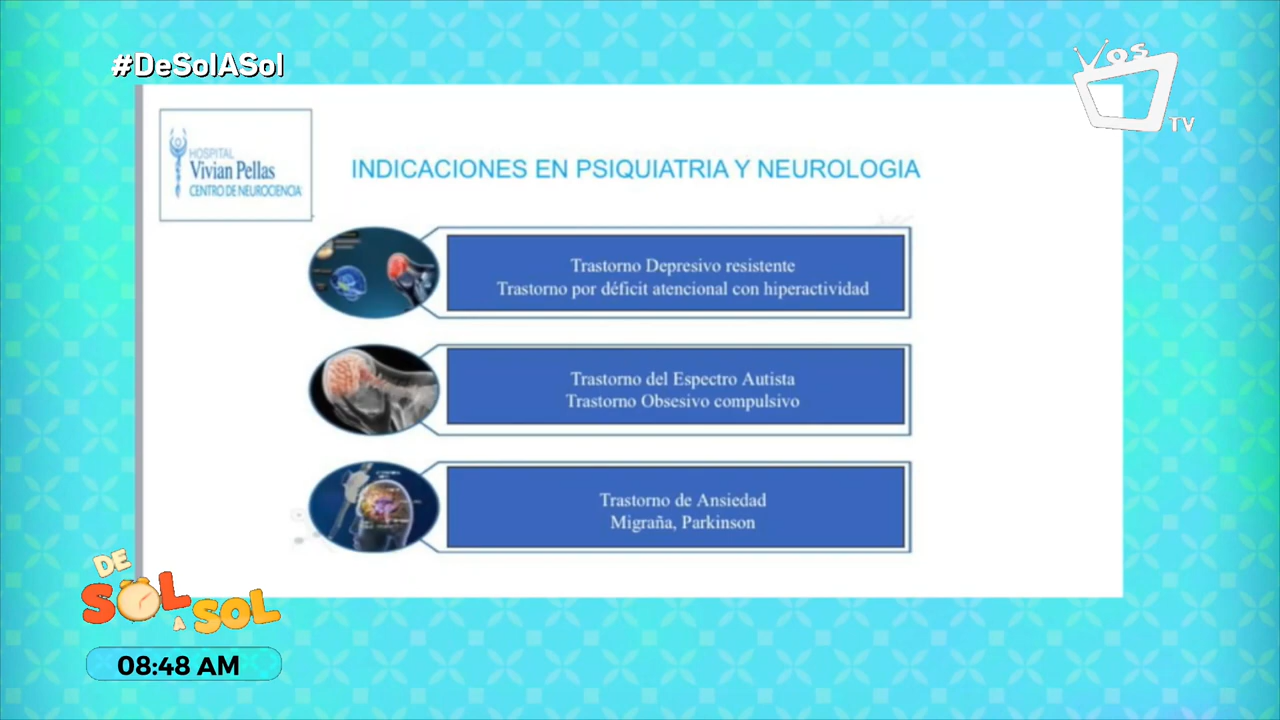 #DeSolASol
VOS
TV
HOSPITAL
Vivian Pellas
CENTRO DE NEUROCIENCIA
INDICACIONES EN PSIQUIATRIA Y NEUROLOGIA
Trastorno Depresivo resistente
Trastorno por déficit atencional con hiperactividad
Trastorno del Espectro Autista
Trastorno Obsesivo compulsivo
Trastorno de Ansiedad
Migraña, Parkinson
DE
SOL
A SOL
08:48 AM